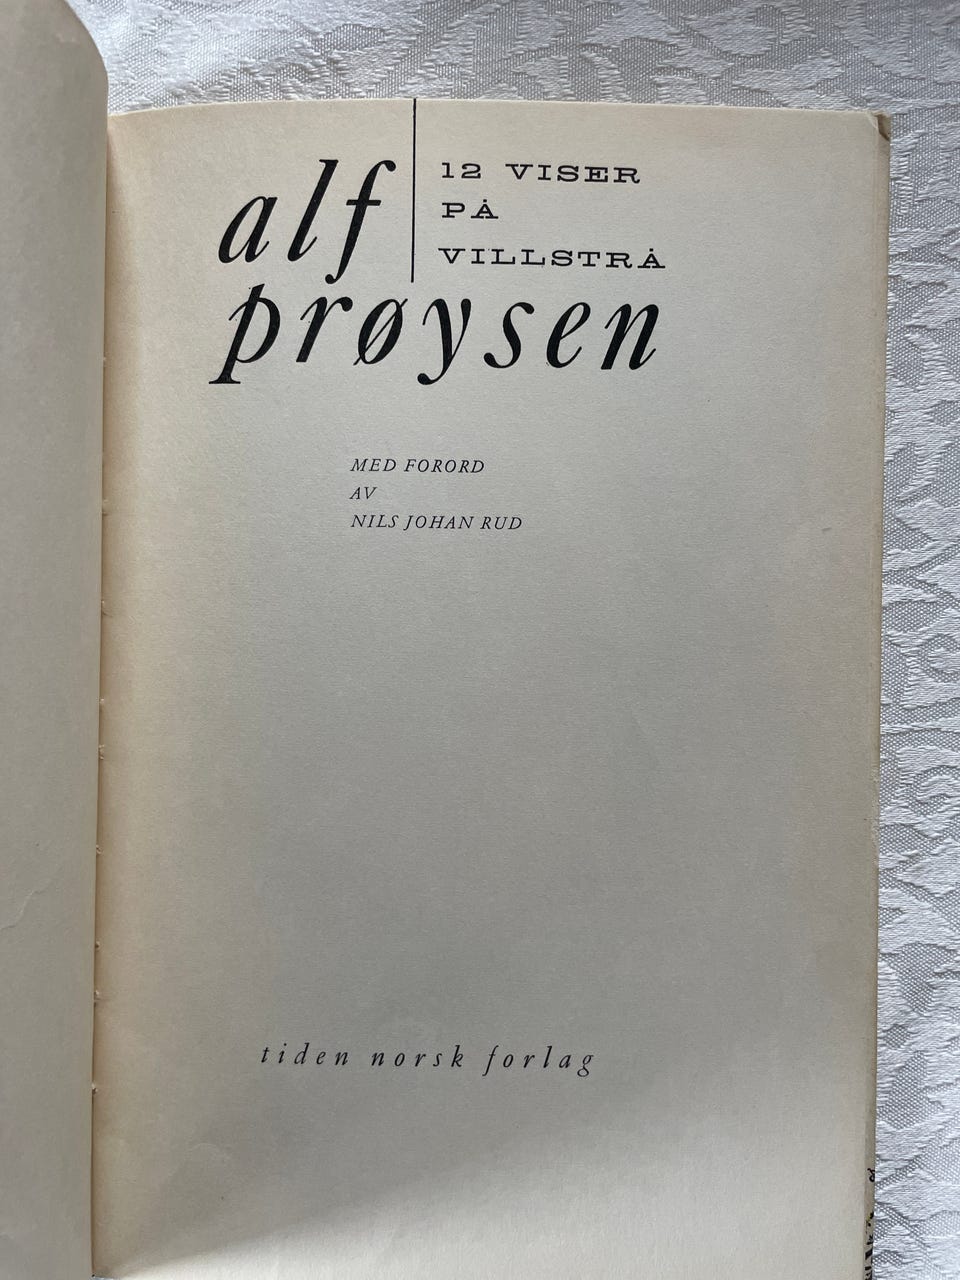 alf
12 VISER
PÅ
VILLSTRÅ
prøysen
MED FORORD
AV
NILS JOHAN RUD
tiden norsk forlag